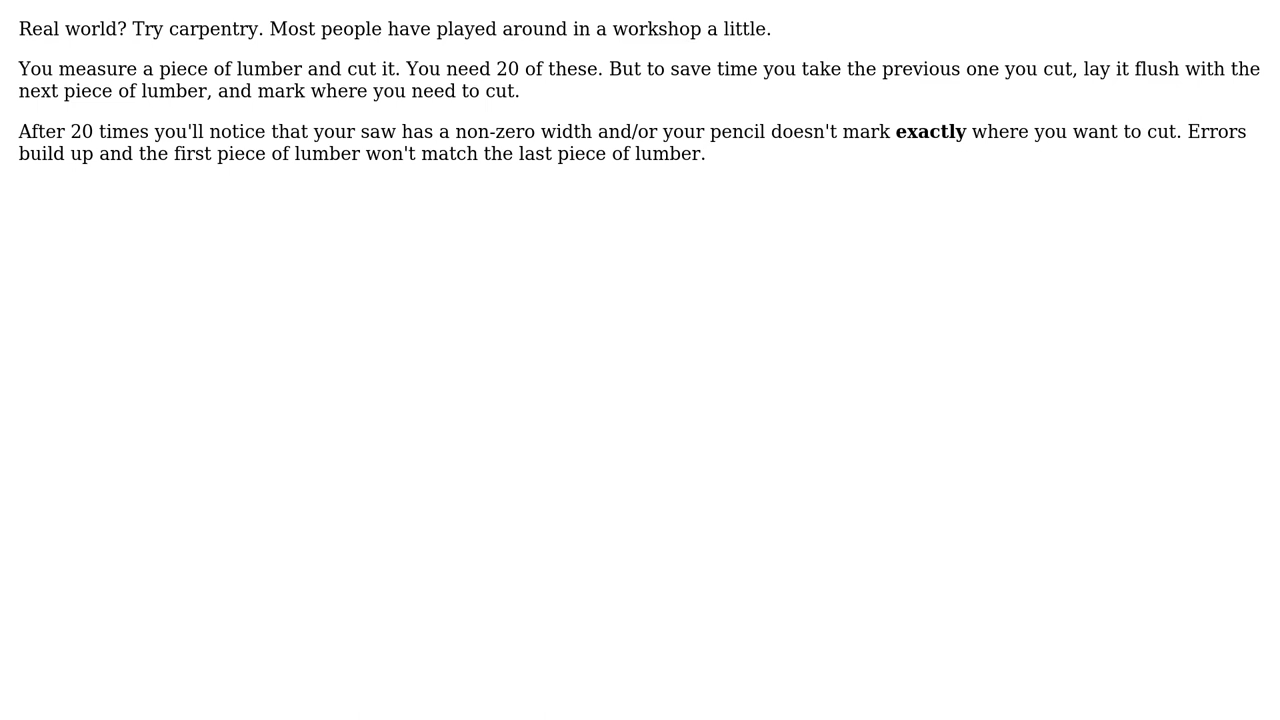 Real world? Try carpentry. Most people have played around in a workshop a little.
You measure a piece of lumber and cut it. You need 20 of these. But to save time you take the previous one you cut, lay it flush with the
next piece of lumber, and mark where you need to cut.
After 20 times you'll notice that your saw has a non-zero width and/or your pencil doesn't mark exactly where you want to cut. Errors
build up and the first piece of lumber won't match the last piece of lumber.